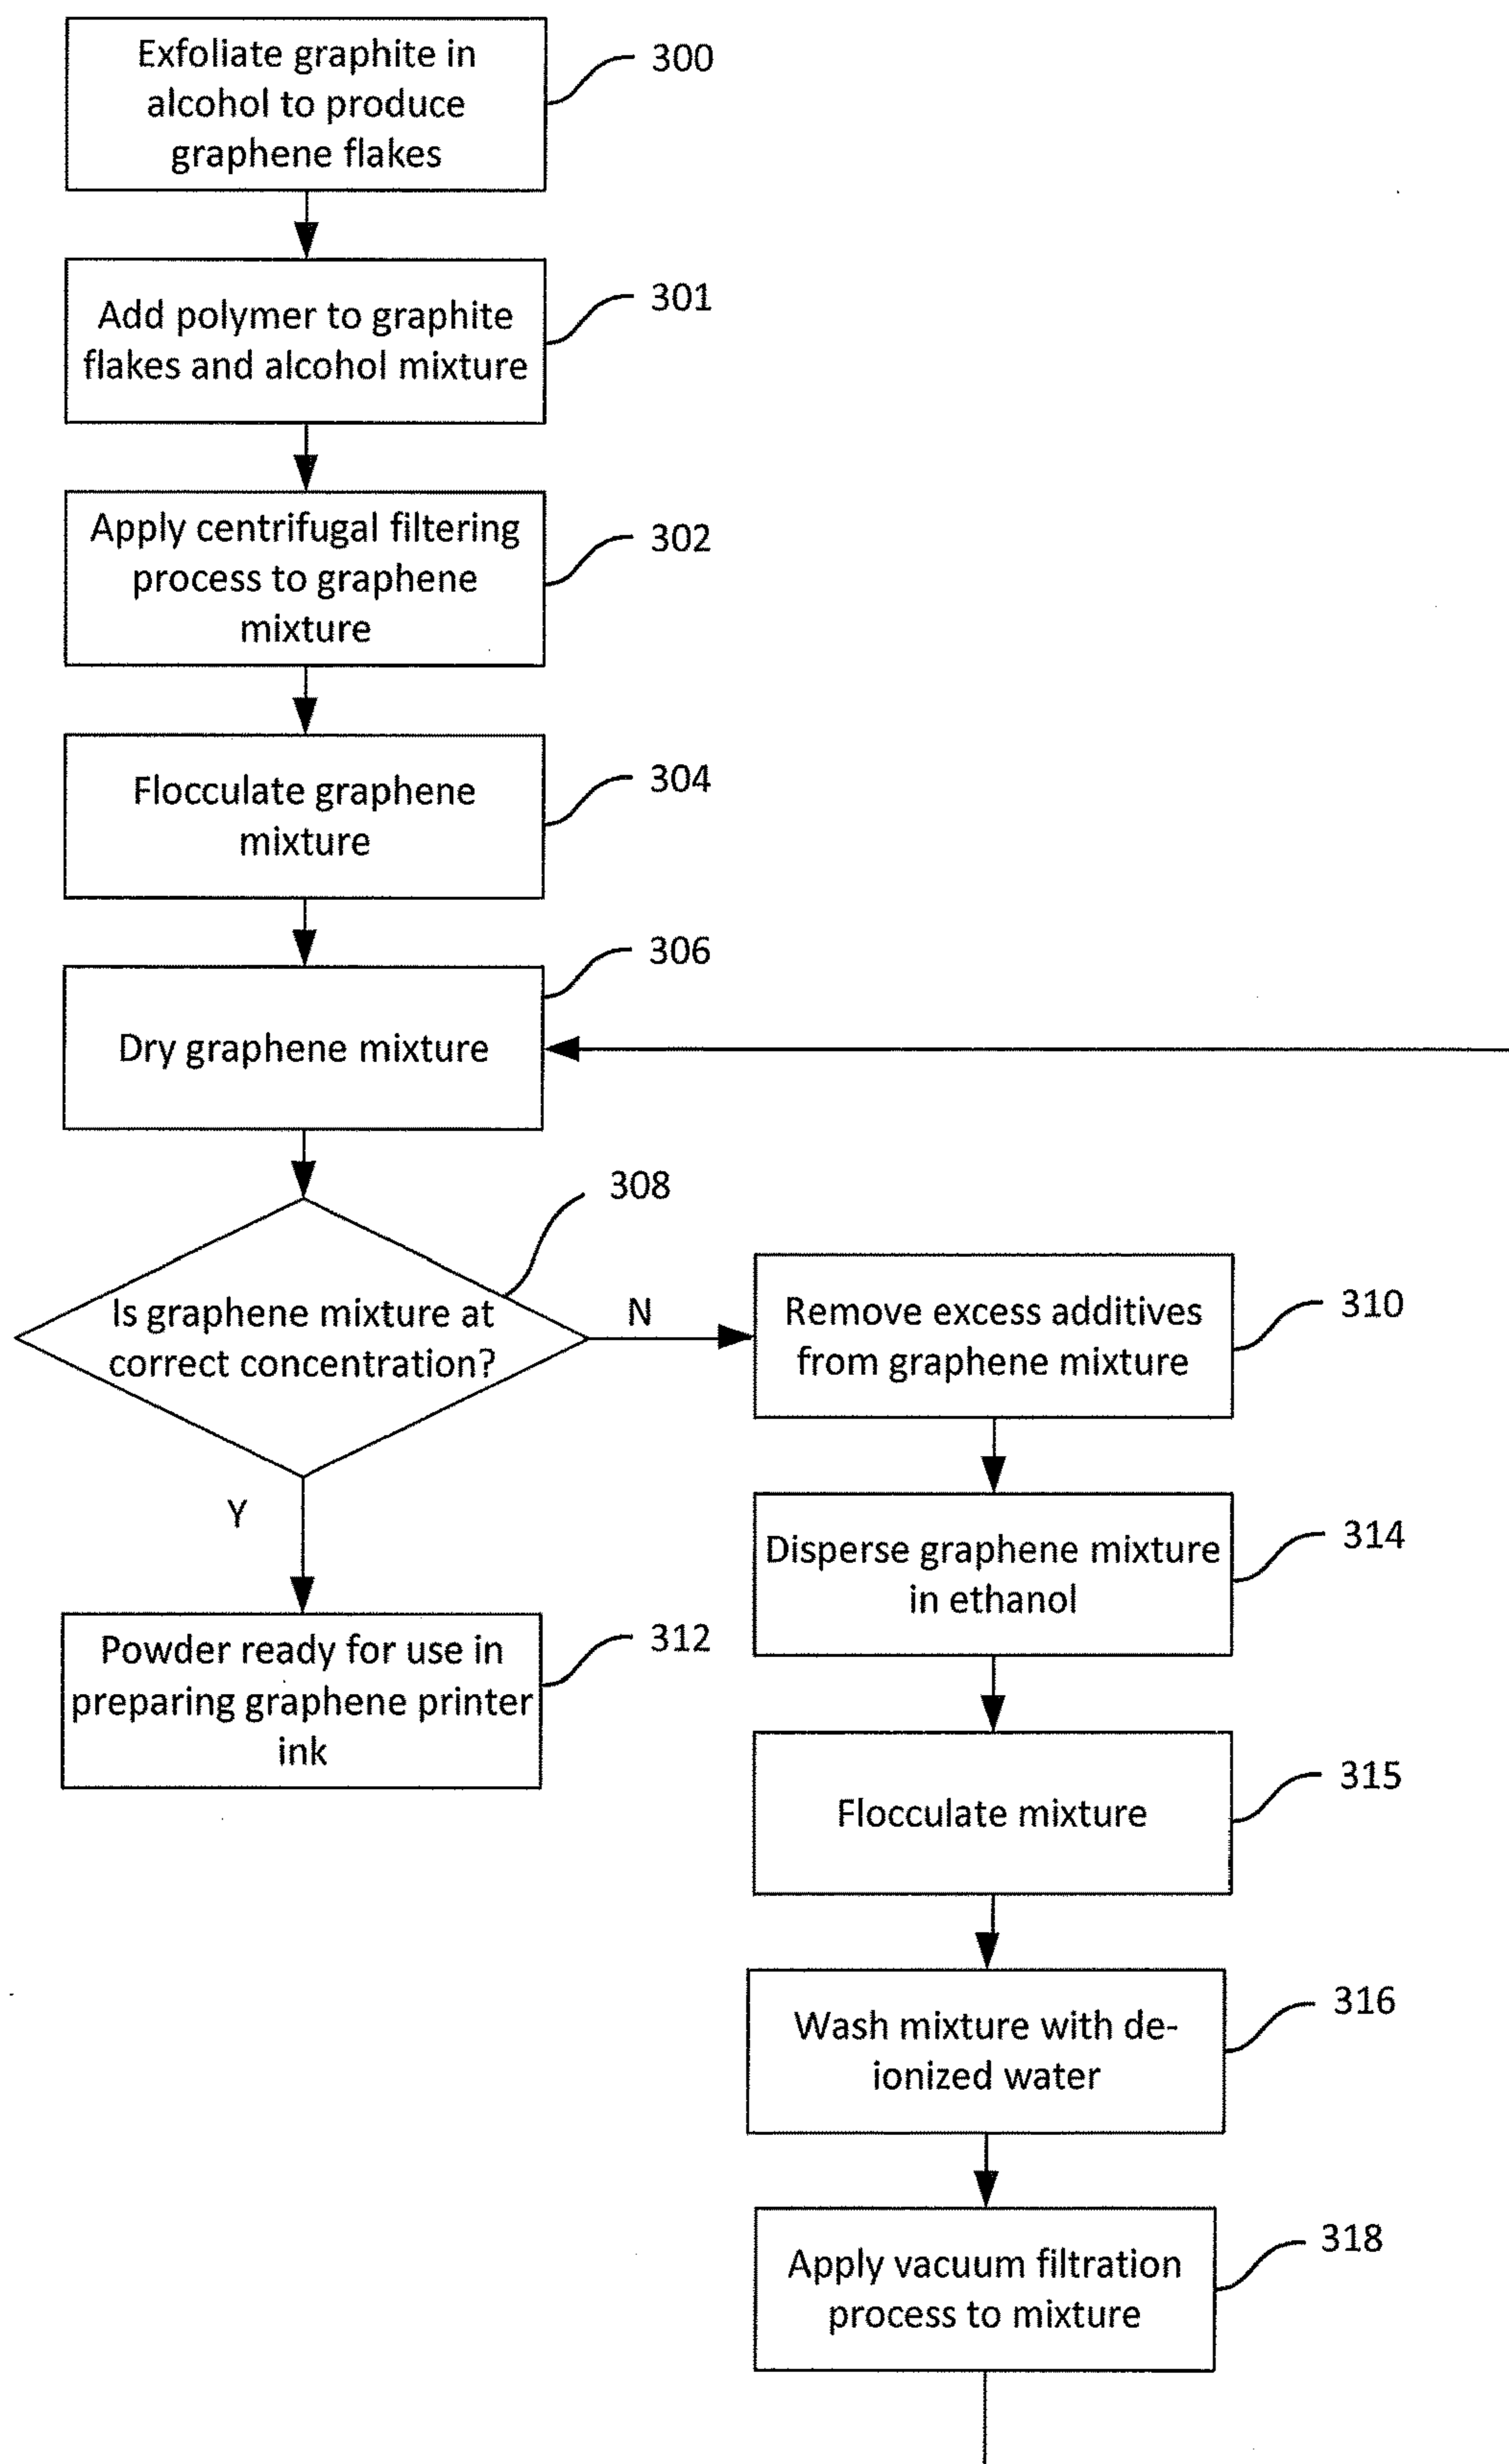 Exfoliate graphite in
alcohol to produce
graphene flakes
300
Add polymer to graphite
flakes and alcohol mixture
301
Apply centrifugal filtering
process to graphene
mixture
302
Flocculate graphene
mixture
304
Dry graphene mixture
306
Is graphene mixture at
correct concentration?
308
N
Y
Remove excess additives
from graphene mixture
310
Powder ready for use in
preparing graphene printer
ink
312
Disperse graphene mixture
in ethanol
314
Flocculate mixture
315
Wash mixture with de-
ionized water
316
Apply vacuum filtration
process to mixture
318